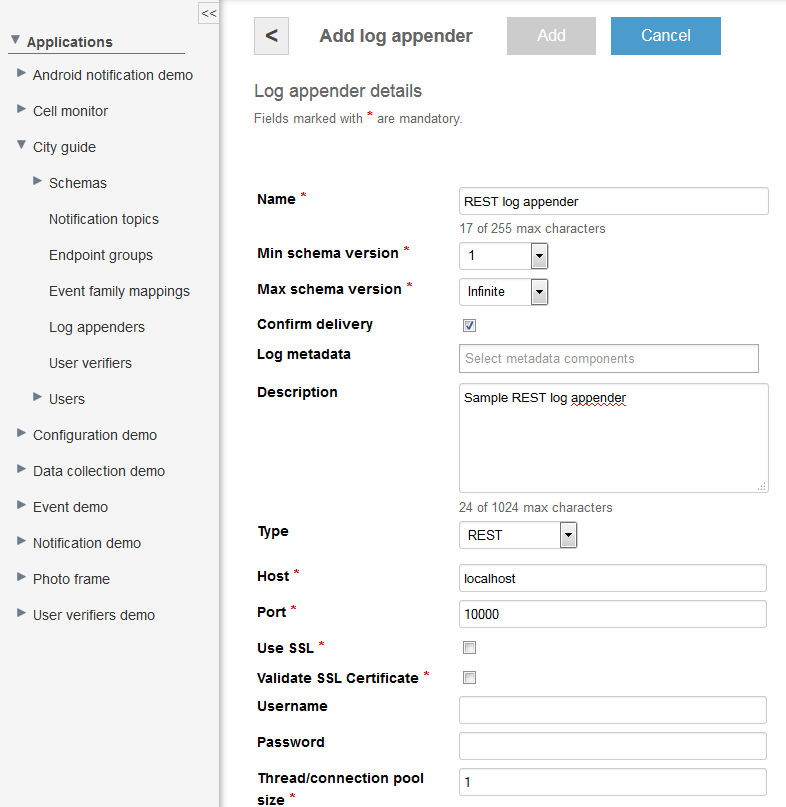 <<
Applications
Android notification demo
Cell monitor
City guide
Schemas
Notification topics
Endpoint groups
Event family mappings
Log appenders
User verifiers
Users
Configuration demo
Data collection demo
Event demo
Notification demo
Photo frame
User verifiers demo
< Add log appender Add Cancel
Log appender details
Fields marked with * are mandatory.
Name * REST log appender
17 of 255 max characters
Min schema version * 1
Max schema version * Infinite
Confirm delivery
Log metadata Select metadata components
Description Sample REST log appender
24 of 1024 max characters
Type REST
Host * localhost
Port * 10000
Use SSL *
Validate SSL Certificate *
Username
Password
Thread/connection pool
size * 1